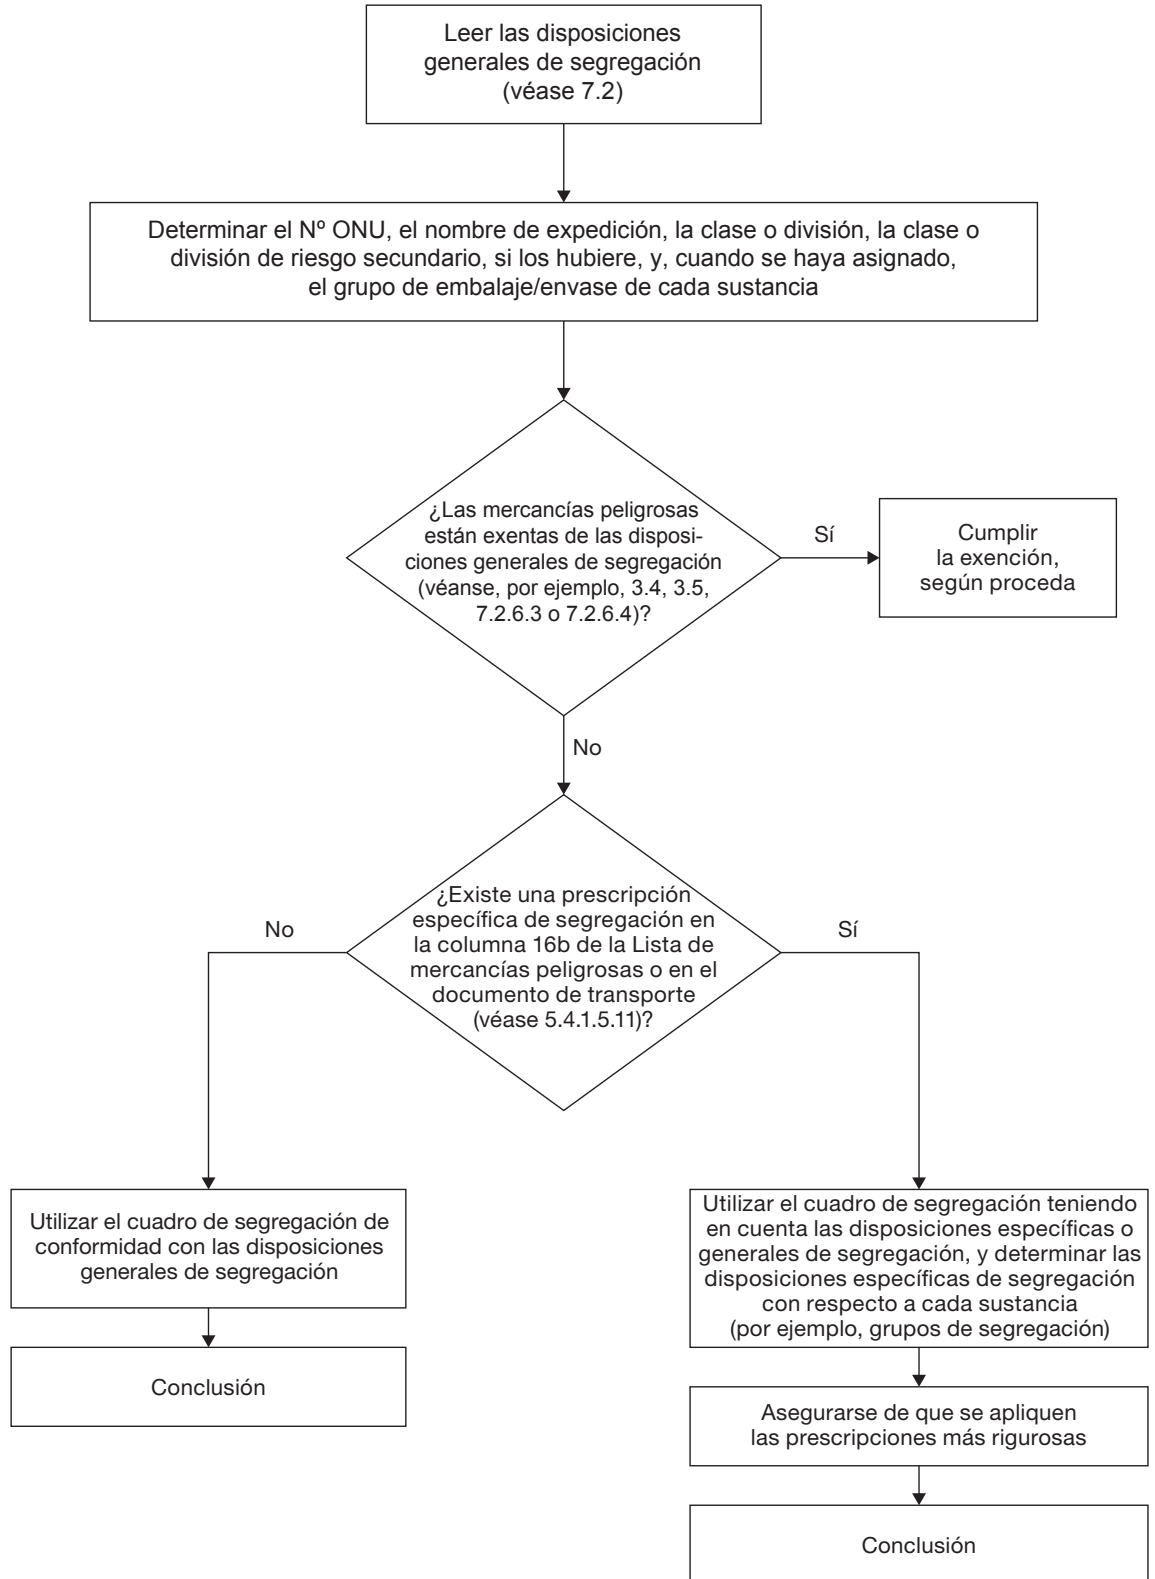 Leer las disposiciones
generales de segregación
(véase 7.2)
Determinar el Nº ONU, el nombre de expedición, la clase o división, la clase o
división de riesgo secundario, si los hubiere, y, cuando se haya asignado,
el grupo de embalaje/envase de cada sustancia
¿Las mercancías peligrosas
están exentas de las disposi-
ciones generales de segregación
(véanse, por ejemplo, 3.4, 3.5,
7.2.6.3 o 7.2.6.4)?
Sí
Cumplir
la exención,
según proceda
No
¿Existe una prescripción
específica de segregación en
la columna 16b de la Lista de
mercancías peligrosas o en el
documento de transporte
(véase 5.4.1.5.11)?
No
Sí
Utilizar el cuadro de segregación de
conformidad con las disposiciones
generales de segregación
Conclusión
Utilizar el cuadro de segregación teniendo
en cuenta las disposiciones específicas o
generales de segregación, y determinar las
disposiciones específicas de segregación
con respecto a cada sustancia
(por ejemplo, grupos de segregación)
Asegurarse de que se apliquen
las prescripciones más rigurosas
Conclusión